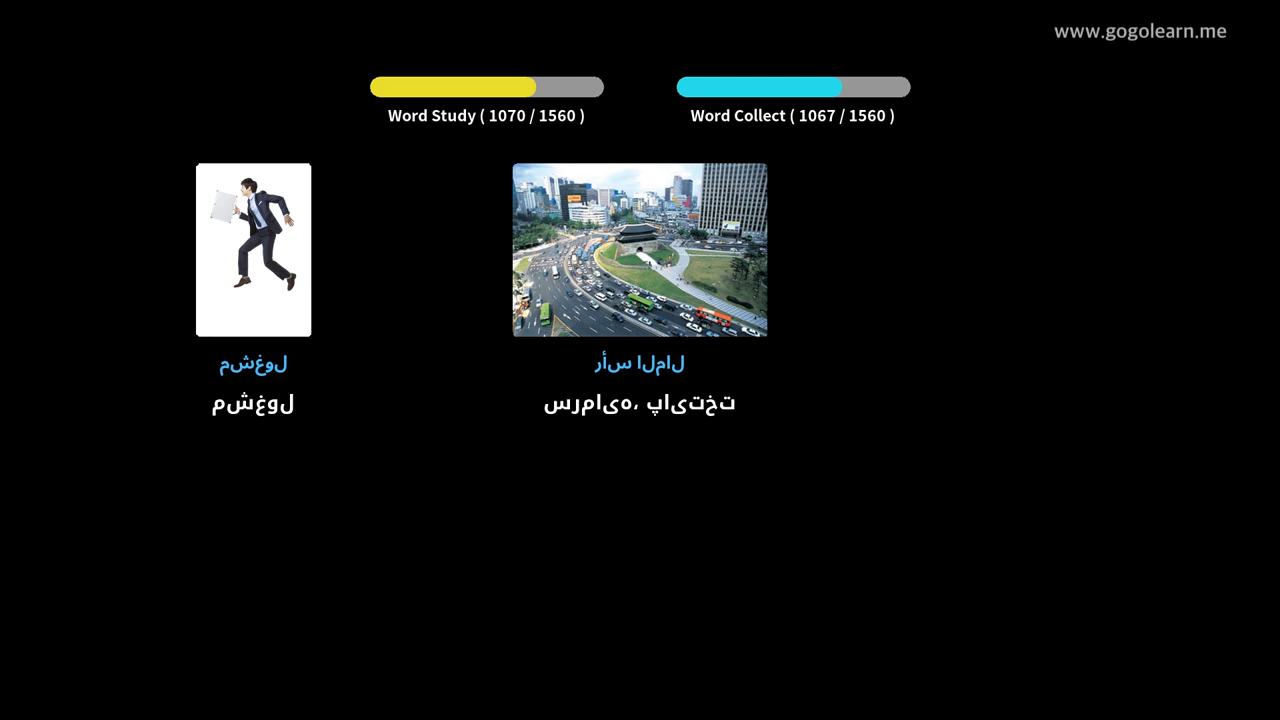 www.gogolearn.me
Word Study ( 1070 / 1560 )
Word Collect ( 1067 / 1560 )
مشغول
مشغول
رأس المال
سرمایه، پایتخت